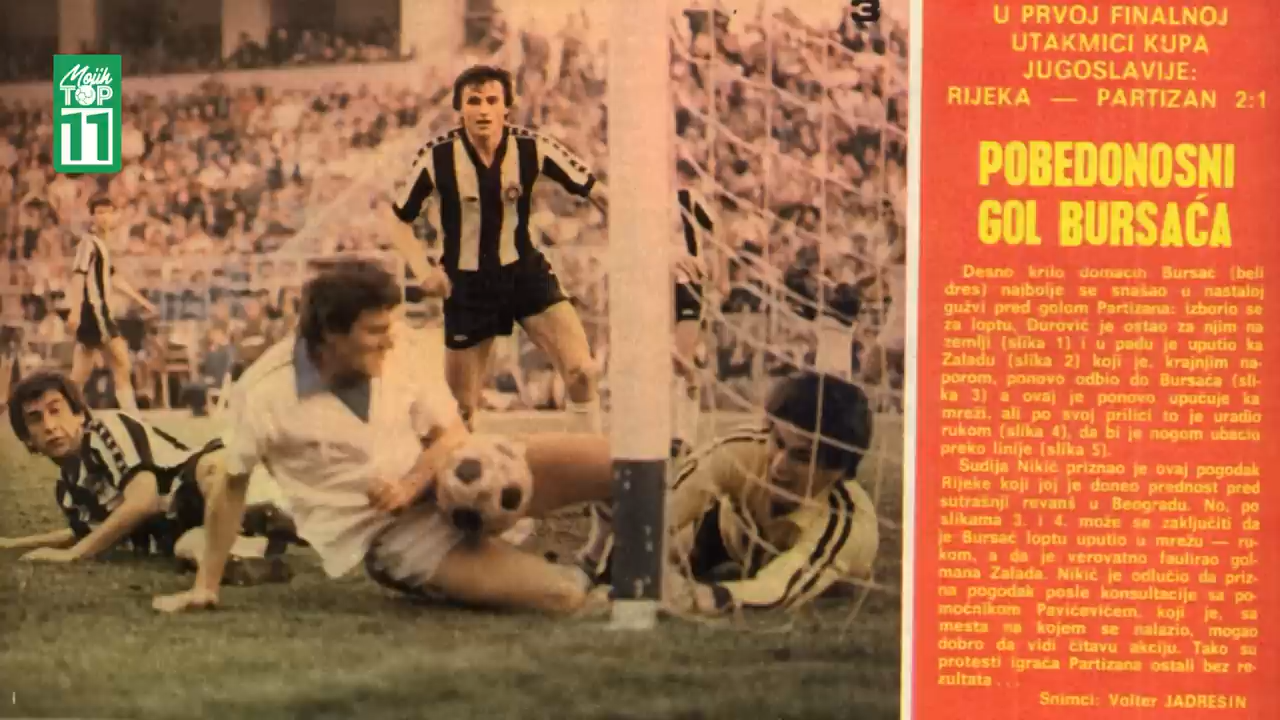 Mojih
TOP
11
3
U PRVOJ FINALNOJ
UTAKMICI KUPA
JUGOSLAVIJE:
RIJEKA — PARTIZAN 2:1
POBEDONOSNI
GOL BURSAĆA
Desno krilo domaćih Bursać (beli
dres) najbolje se snašao u nastaloj
gužvi pred golom Partizana: izborio se
za loptu, Đurović je ostao za njim na
zemlji (slika 1) i u padu je uputio ka
Zaladu (slika 2) koji je, krajnjim na-
porom, ponovo odbio do Bursaća (sli-
ka 3) a ovaj je ponovo upućuje ka
mreži, ali po svoj prilici to je uradio
rukom (slika 4), da bi je nogom ubacio
preko linije (slika 5).
Sudija Nikić priznao je ovaj pogodak
Rijeke koji joj je doneo prednost pred
sutrašnji revanš u Beogradu. No, po
slikama 3. i 4. može se zaključiti da
je Bursać loptu uputio u mrežu — ru-
kom, a da je verovatno faulirao gol-
mana Zalada. Nikić je odlučio da priz-
na pogodak posle konsultacije sa po-
moćnikom Pavićevićem, koji je, sa
mesta na kojem se nalazio, mogao
dobro da vidi čitavu akciju. Tako su
protesti igrača Partizana ostali bez re-
zultata . . .
Snimci: Valter JADREŠIN